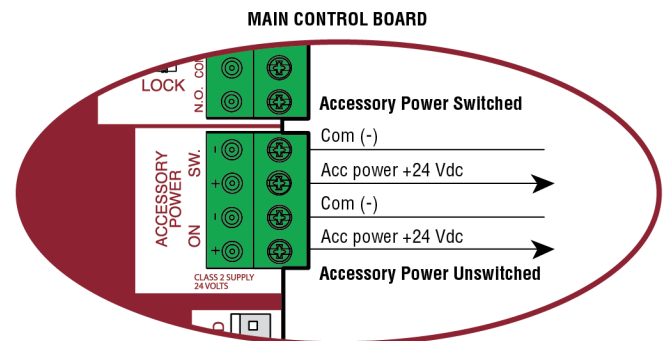 MAIN CONTROL BOARD
LOCK
N.O.
Accessory Power Switched
Com (-)
Acc power +24 Vdc
Com (-)
Acc power +24 Vdc
Accessory Power Unswitched
ACCESSORY
POWER
ON SW.
- 
+
-
+
CLASS 2 SUPPLY
24 VOLTS